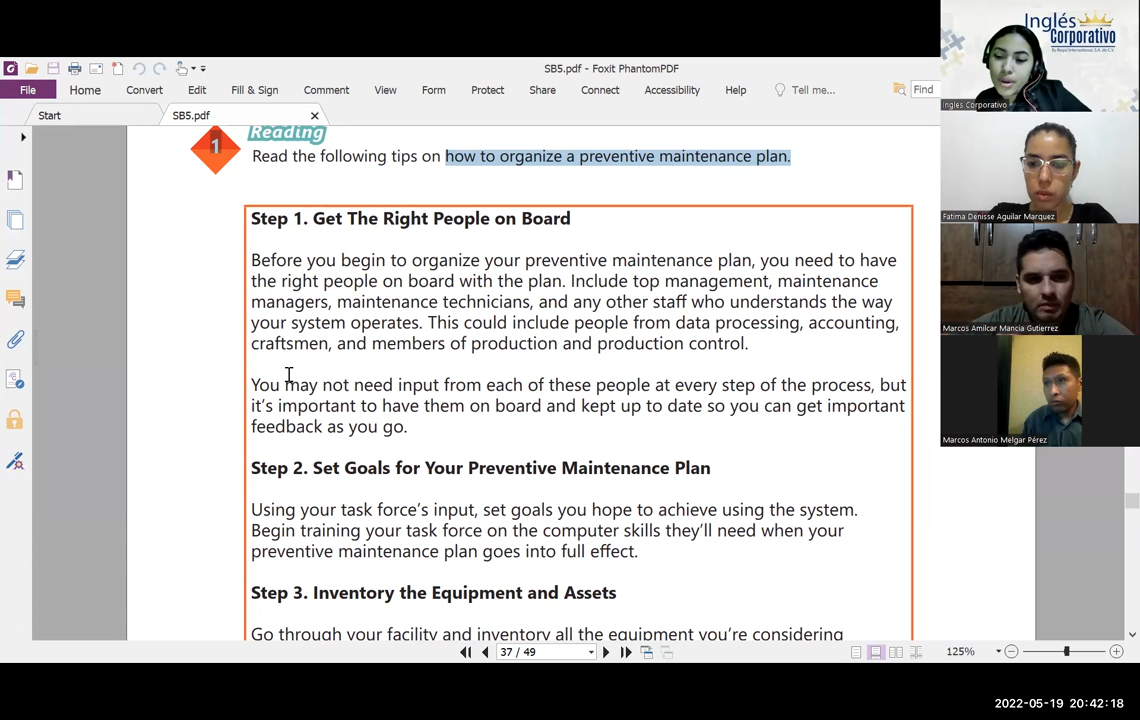 SB5.pdf - Foxit PhantomPDF
File Home Convert Edit Fill & Sign Comment View Form Protect Share Connect Accessibility Help Tell me... Find
Start SB5.pdf
Reading
1
Read the following tips on how to organize a preventive maintenance plan.
Step 1. Get The Right People on Board
Before you begin to organize your preventive maintenance plan, you need to have
the right people on board with the plan. Include top management, maintenance
managers, maintenance technicians, and any other staff who understands the way
your system operates. This could include people from data processing, accounting,
craftsmen, and members of production and production control.
You may not need input from each of these people at every step of the process, but
it's important to have them on board and kept up to date so you can get important
feedback as you go.
Step 2. Set Goals for Your Preventive Maintenance Plan
Using your task force's input, set goals you hope to achieve using the system.
Begin training your task force on the computer skills they'll need when your
preventive maintenance plan goes into full effect.
Step 3. Inventory the Equipment and Assets
Go through your facility and inventory all the equipment you're considering
37 / 49
125%
Inglés
Corporativo
By Regal International, S.A. de C.V.
Inglés Corporativo
Fatima Denisse Aguilar Marquez
Marcos Amilcar Mancia Gutierrez
Marcos Antonio Melgar Pérez
2022-05-19 20:42:18